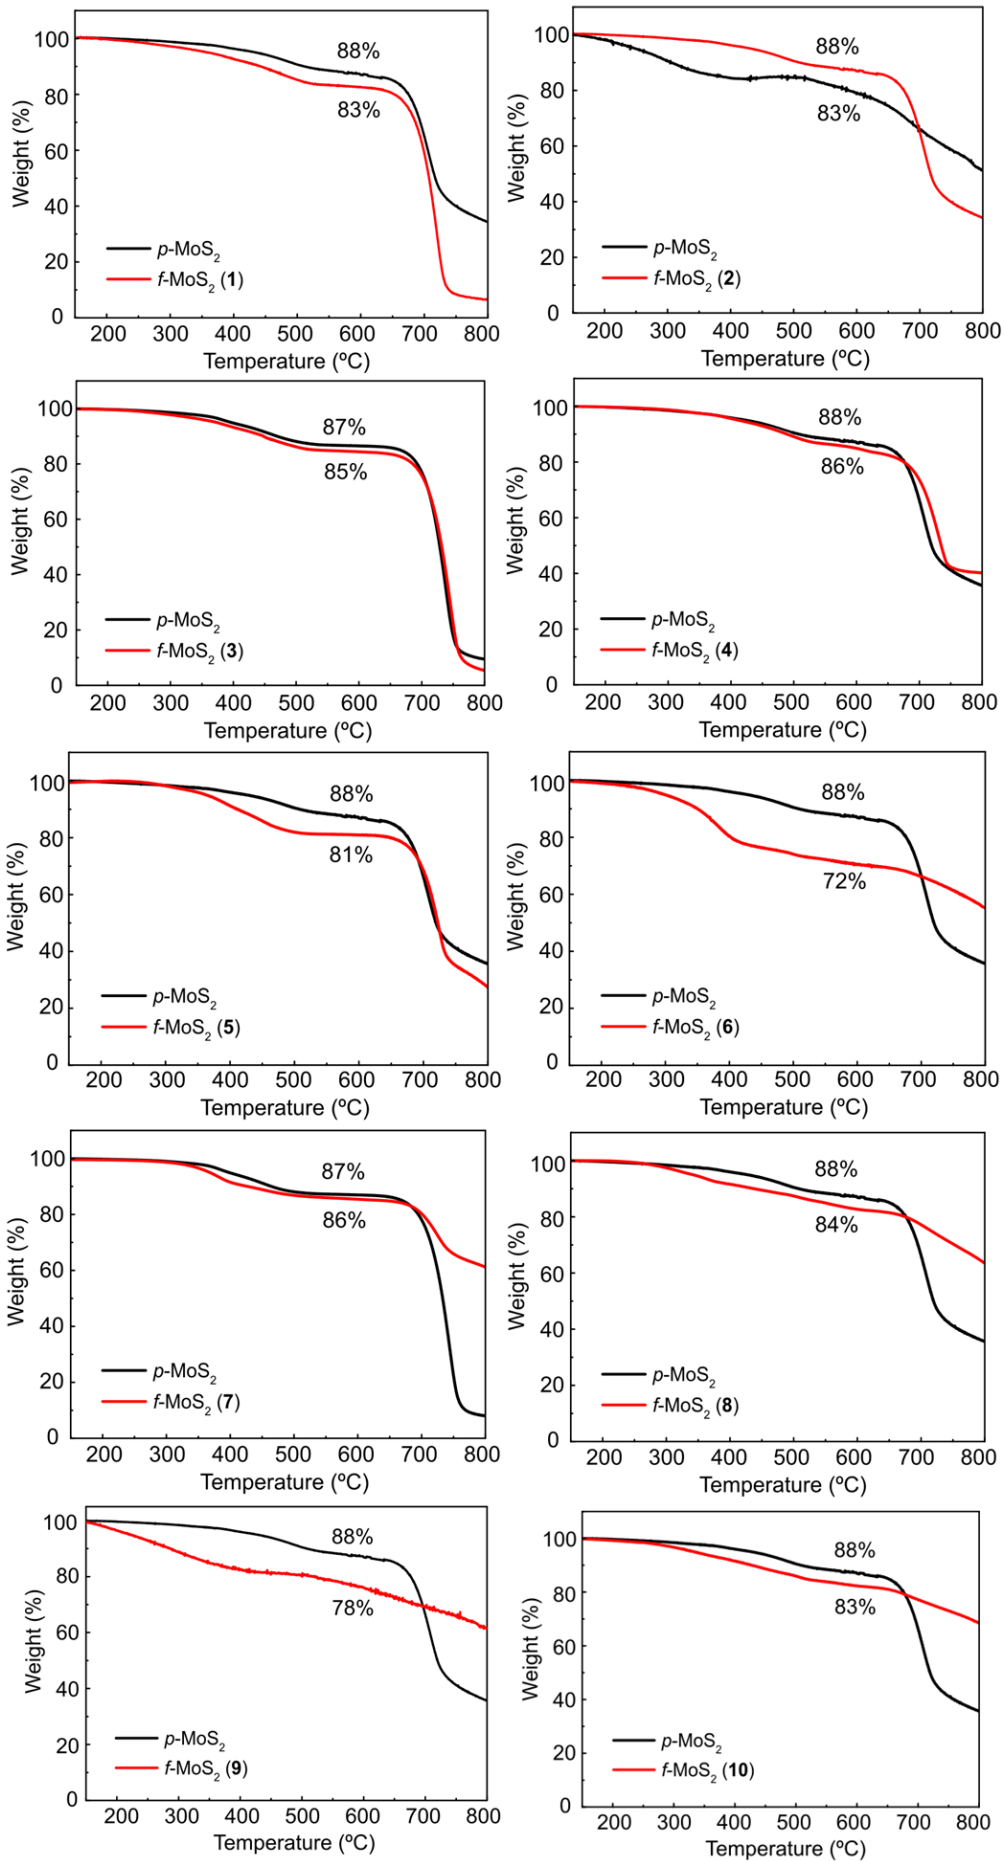 Weight (%)
100
80
60
40
20
0
88%
83%
p-MoS2
f-MoS2 (1)
200 300 400 500 600 700 800
Temperature (ºC)
Weight (%)
100
80
60
40
20
0
88%
83%
p-MoS2
f-MoS2 (2)
200 300 400 500 600 700 800
Temperature (ºC)
Weight (%)
100
80
60
40
20
0
87%
85%
p-MoS2
f-MoS2 (3)
200 300 400 500 600 700 800
Temperature (ºC)
Weight (%)
100
80
60
40
20
0
88%
86%
p-MoS2
f-MoS2 (4)
200 300 400 500 600 700 800
Temperature (ºC)
Weight (%)
100
80
60
40
20
0
88%
81%
p-MoS2
f-MoS2 (5)
200 300 400 500 600 700 800
Temperature (ºC)
Weight (%)
100
80
60
40
20
0
88%
72%
p-MoS2
f-MoS2 (6)
200 300 400 500 600 700 800
Temperature (ºC)
Weight (%)
100
80
60
40
20
0
87%
86%
p-MoS2
f-MoS2 (7)
200 300 400 500 600 700 800
Temperature (ºC)
Weight (%)
100
80
60
40
20
0
88%
84%
p-MoS2
f-MoS2 (8)
200 300 400 500 600 700 800
Temperature (ºC)
Weight (%)
100
80
60
40
20
0
88%
78%
p-MoS2
f-MoS2 (9)
200 300 400 500 600 700 800
Temperature (ºC)
Weight (%)
100
80
60
40
20
0
88%
83%
p-MoS2
f-MoS2 (10)
200 300 400 500 600 700 800
Temperature (ºC)